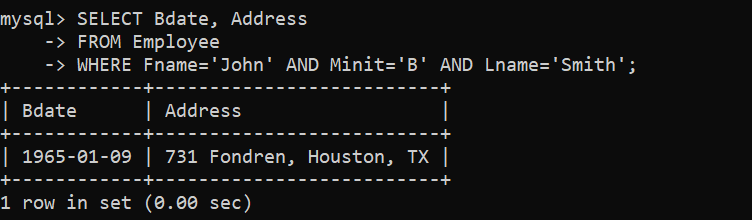 mysql> SELECT Bdate, Address
    -> FROM Employee
    -> WHERE Fname='John' AND Minit='B' AND Lname='Smith';
+------------+--------------------------+
| Bdate      | Address                  |
+------------+--------------------------+
| 1965-01-09 | 731 Fondren, Houston, TX |
+------------+--------------------------+
1 row in set (0.00 sec)